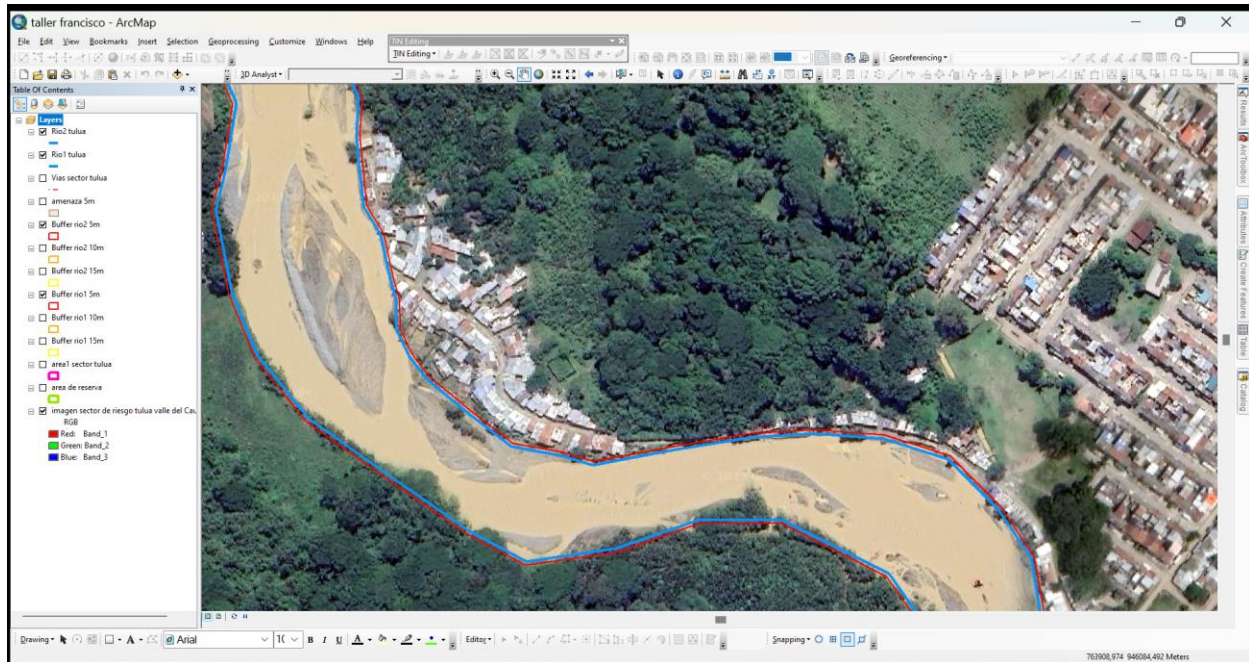 taller francisco - ArcMap
File Edit View Bookmarks Insert Selection Geoprocessing Customize Windows Help
TIN Editing
TIN Editing
Georeferencing
3D Analyst
Table Of Contents
Layers
Rio2 tulua
Rio1 tulua
Vias sector tulua
amenaza 5m
Buffer rio2 5m
Buffer rio2 10m
Buffer rio2 15m
Buffer rio1 5m
Buffer rio1 10m
Buffer rio1 15m
area1 sector tulua
area de reserva
imagen sector de riesgo tulua valle del Cau
RGB
Red: Band_1
Green: Band_2
Blue: Band_3
Results
ArcToolbox
Attributes
Create Features
Table
Catalog
Drawing
A
Arial
10
B I U A
Editor
Snapping
763908,974 946084,492 Meters